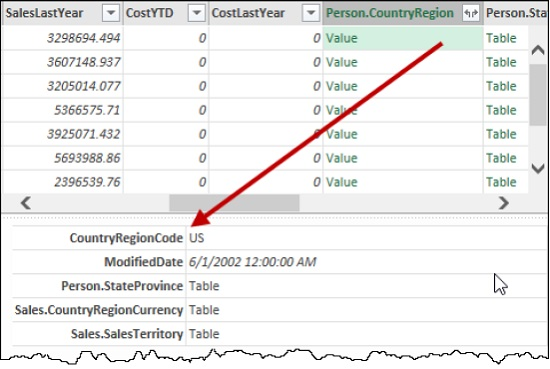 SalesLastYear CostYTD CostLastYear Person.CountryRegion Person.Sta
3298694.494 0 0 Value Table
3607148.937 0 0 Value Table
3205014.077 0 0 Value Table
5366575.71 0 0 Value Table
3925071.432 0 0 Value Table
5693988.86 0 0 Value Table
2396539.76 0 0 Value Table
CountryRegionCode US
ModifiedDate 6/1/2002 12:00:00 AM
Person.StateProvince Table
Sales.CountryRegionCurrency Table
Sales.SalesTerritory Table